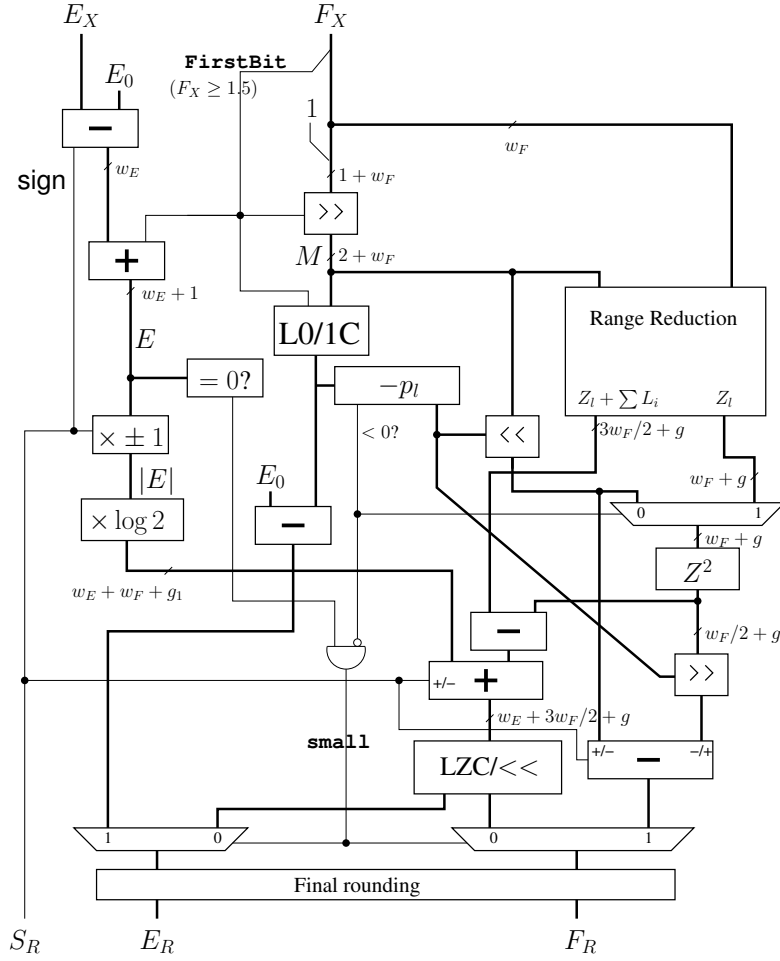 E_X
F_X
E_0
FirstBit
(F_X ≥ 1.5)
−
1
w_F
sign
w_E
1 + w_F
>>
+
M
2 + w_F
w_E + 1
L0/1C
Range Reduction
E
= 0?
−p_l
Z_l + ∑ L_i
Z_l
× ± 1
< 0?
<<
3w_F/2 + g
|E|
E_0
w_F + g
× log 2
−
0
1
w_F + g
Z^2
w_E + w_F + g_1
−
w_F/2 + g
+/−
+
>>
w_E + 3w_F/2 + g
small
+/−
−/+
−
LZC/<<
1
0
0
1
Final rounding
S_R
E_R
F_R